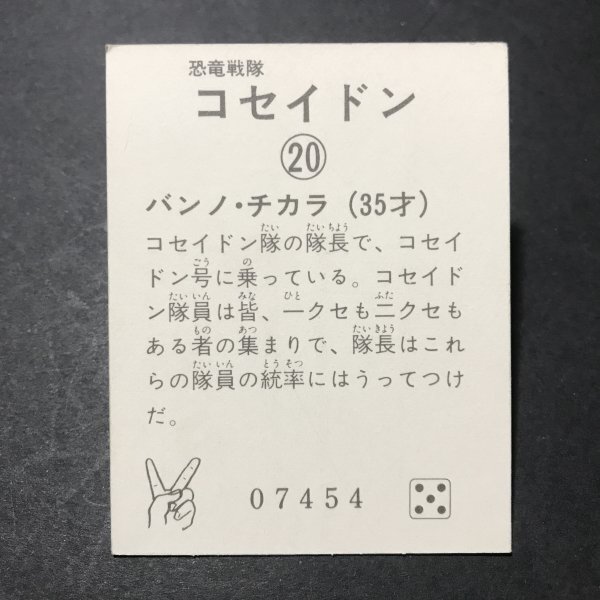 恐竜戦隊
コセイドン
⑳
バンノ・チカラ（35才）
コセイドン隊の隊長で、コセイ
ドン号に乗っている。コセイド
ン隊員は皆、一クセも二クセも
ある者の集まりで、隊長はこれ
らの隊員の統率にはうってつけ
だ。
07454